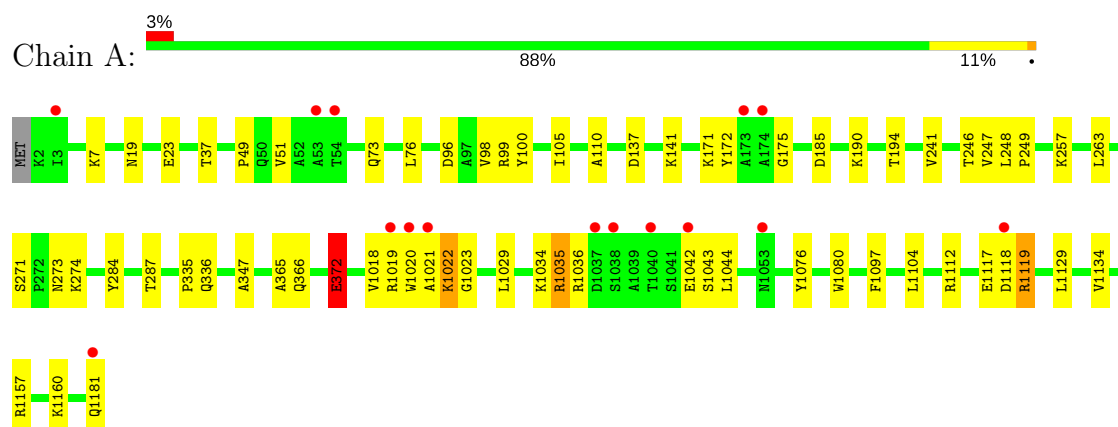 3%
Chain A:
88% 11% •
MET K2 I3 K7 N19 E23 T37 P49 Q50 V51 A52 A53 T54 Q73 L76 D96 A97 V98 R99 Y100 I105 A110 D137 K141 K171 Y172 A173 A174 G175 D185 K190 T194 V241 T246 V247 L248 P249 K257 L263
S271 P272 N273 K274 Y284 T287 P335 Q336 A347 A365 Q366 E372 V1018 R1019 W1020 A1021 K1022 G1023 L1029 K1034 R1035 R1036 D1037 S1038 A1039 T1040 S1041 E1042 S1043 L1044 N1053 Y1076 W1080 F1097 L1104 R1112 E1117 D1118 R1119 L1129 V1134
R1157 K1160 Q1181